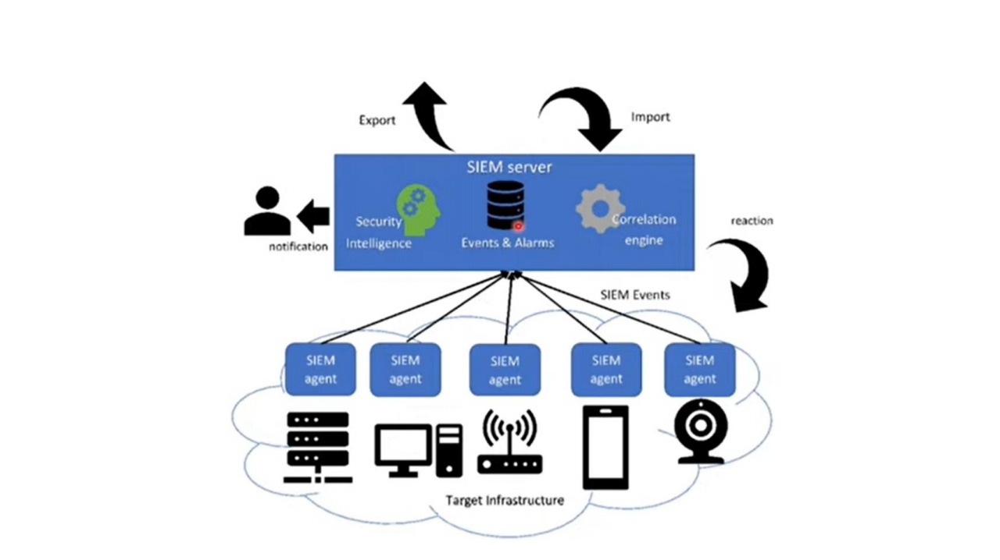 Export
Import
SIEM server
Security
Intelligence
Events & Alarms
Correlation
engine
notification
reaction
SIEM Events
SIEM
agent
SIEM
agent
SIEM
agent
SIEM
agent
SIEM
agent
Target Infrastructure